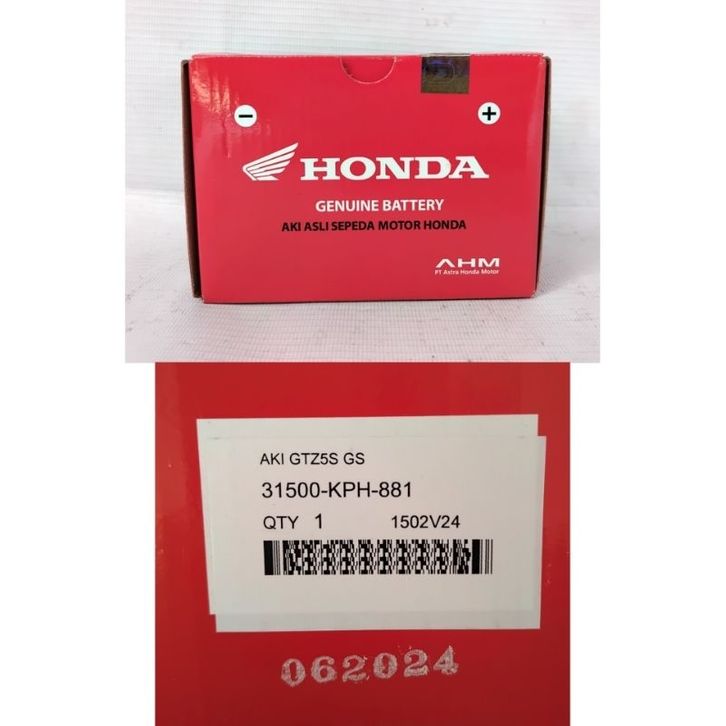 HONDA
GENUINE BATTERY
AKI ASLI SEPEDA MOTOR HONDA
AHM
PT Astra Honda Motor
AKI GTZ5S GS
31500-KPH-881
QTY 1 1502V24
062024